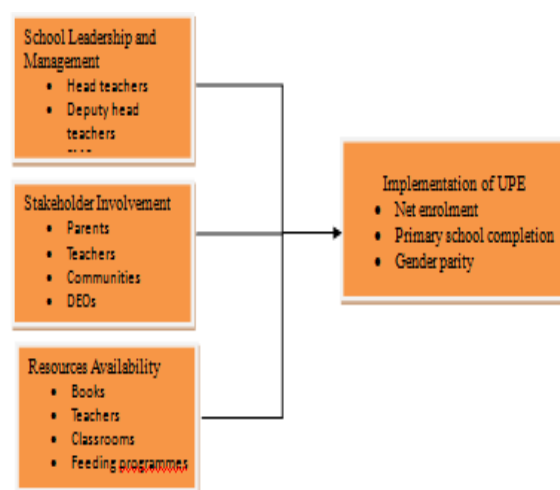 School Leadership and
Management
• Head teachers
• Deputy head
teachers
Stakeholder Involvement
• Parents
• Teachers
• Communities
• DEOs
Resources Availability
• Books
• Teachers
• Classrooms
• Feeding programmes
Implementation of UPE
• Net enrolment
• Primary school completion
• Gender parity